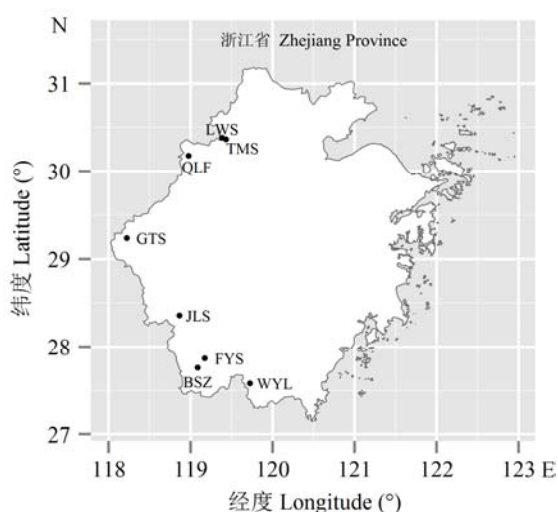 N
浙江省 Zhejiang Province
31
LWS
TMS
30
QLF
GTS
29
JLS
28
FYS
BSZ
WYL
27
118 119 120 121 122 123 E
经度 Longitude (°)
纬度 Latitude (°)